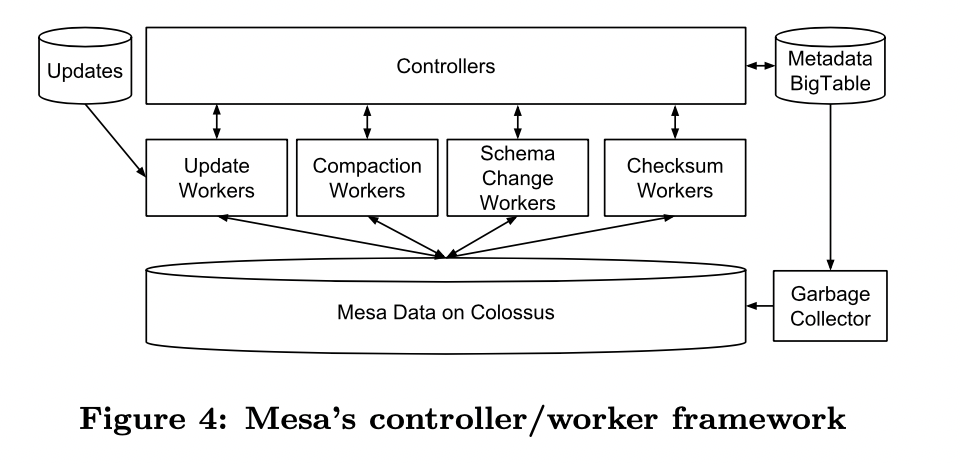 Updates
Controllers
Metadata
BigTable
Update
Workers
Compaction
Workers
Schema
Change
Workers
Checksum
Workers
Mesa Data on Colossus
Garbage
Collector
Figure 4: Mesa's controller/worker framework